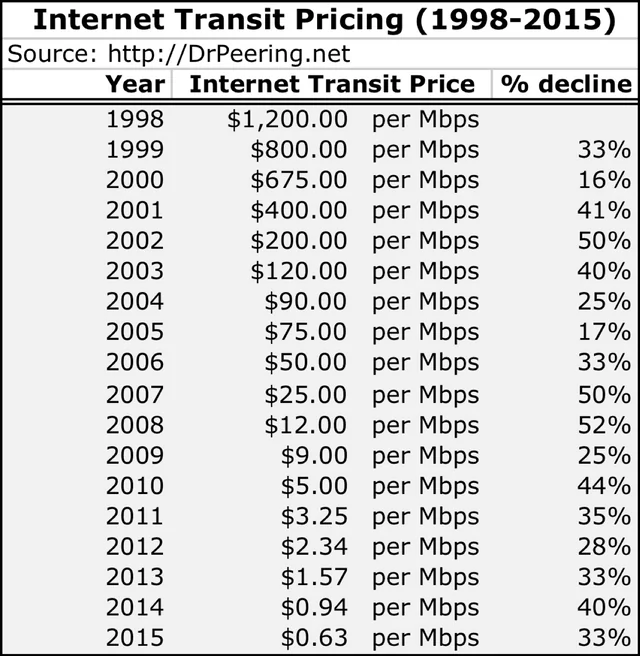 Internet Transit Pricing (1998-2015)
Source: http://DrPeering.net
Year Internet Transit Price % decline
1998 $1,200.00 per Mbps
1999 $800.00 per Mbps 33%
2000 $675.00 per Mbps 16%
2001 $400.00 per Mbps 41%
2002 $200.00 per Mbps 50%
2003 $120.00 per Mbps 40%
2004 $90.00 per Mbps 25%
2005 $75.00 per Mbps 17%
2006 $50.00 per Mbps 33%
2007 $25.00 per Mbps 50%
2008 $12.00 per Mbps 52%
2009 $9.00 per Mbps 25%
2010 $5.00 per Mbps 44%
2011 $3.25 per Mbps 35%
2012 $2.34 per Mbps 28%
2013 $1.57 per Mbps 33%
2014 $0.94 per Mbps 40%
2015 $0.63 per Mbps 33%